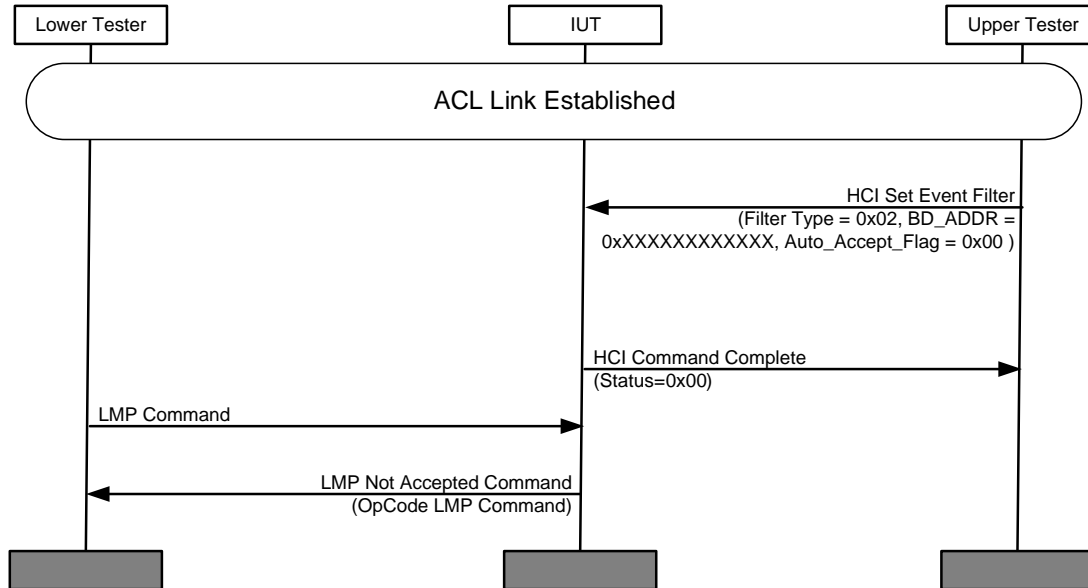 Lower Tester
IUT
Upper Tester
ACL Link Established
HCI Set Event Filter
(Filter Type = 0x02, BD_ADDR =
0xXXXXXXXXXXXX, Auto_Accept_Flag = 0x00 )
HCI Command Complete
(Status=0x00)
LMP Command
LMP Not Accepted Command
(OpCode LMP Command)